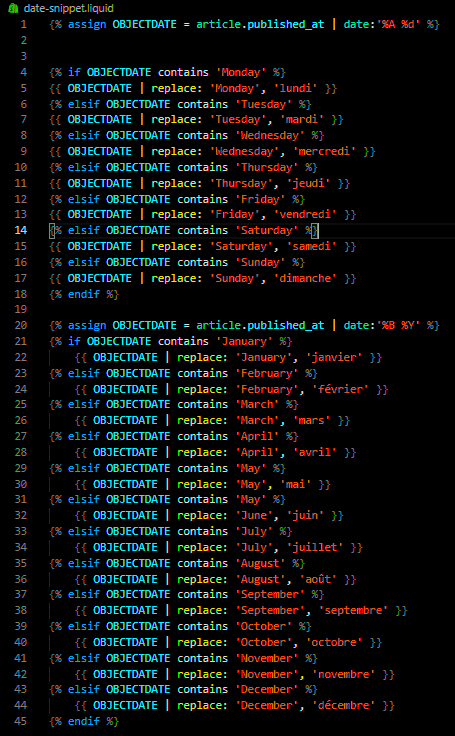 date-snippet.liquid
1 {% assign OBJECTDATE = article.published_at | date:'%A %d' %}
2
3
4 {% if OBJECTDATE contains 'Monday' %}
5 {{ OBJECTDATE | replace: 'Monday', 'lundi' }}
6 {% elsif OBJECTDATE contains 'Tuesday' %}
7 {{ OBJECTDATE | replace: 'Tuesday', 'mardi' }}
8 {% elsif OBJECTDATE contains 'Wednesday' %}
9 {{ OBJECTDATE | replace: 'Wednesday', 'mercredi' }}
10 {% elsif OBJECTDATE contains 'Thursday' %}
11 {{ OBJECTDATE | replace: 'Thursday', 'jeudi' }}
12 {% elsif OBJECTDATE contains 'Friday' %}
13 {{ OBJECTDATE | replace: 'Friday', 'vendredi' }}
14 {% elsif OBJECTDATE contains 'Saturday' %}
15 {{ OBJECTDATE | replace: 'Saturday', 'samedi' }}
16 {% elsif OBJECTDATE contains 'Sunday' %}
17 {{ OBJECTDATE | replace: 'Sunday', 'dimanche' }}
18 {% endif %}
19
20 {% assign OBJECTDATE = article.published_at | date:'%B %Y' %}
21 {% if OBJECTDATE contains 'January' %}
22 {{ OBJECTDATE | replace: 'January', 'janvier' }}
23 {% elsif OBJECTDATE contains 'February' %}
24 {{ OBJECTDATE | replace: 'February', 'février' }}
25 {% elsif OBJECTDATE contains 'March' %}
26 {{ OBJECTDATE | replace: 'March', 'mars' }}
27 {% elsif OBJECTDATE contains 'April' %}
28 {{ OBJECTDATE | replace: 'April', 'avril' }}
29 {% elsif OBJECTDATE contains 'May' %}
30 {{ OBJECTDATE | replace: 'May', 'mai' }}
31 {% elsif OBJECTDATE contains 'May' %}
32 {{ OBJECTDATE | replace: 'June', 'juin' }}
33 {% elsif OBJECTDATE contains 'July' %}
34 {{ OBJECTDATE | replace: 'July', 'juillet' }}
35 {% elsif OBJECTDATE contains 'August' %}
36 {{ OBJECTDATE | replace: 'August', 'août' }}
37 {% elsif OBJECTDATE contains 'September' %}
38 {{ OBJECTDATE | replace: 'September', 'septembre' }}
39 {% elsif OBJECTDATE contains 'October' %}
40 {{ OBJECTDATE | replace: 'October', 'octobre' }}
41 {% elsif OBJECTDATE contains 'November' %}
42 {{ OBJECTDATE | replace: 'November', 'novembre' }}
43 {% elsif OBJECTDATE contains 'December' %}
44 {{ OBJECTDATE | replace: 'December', 'décembre' }}
45 {% endif %}